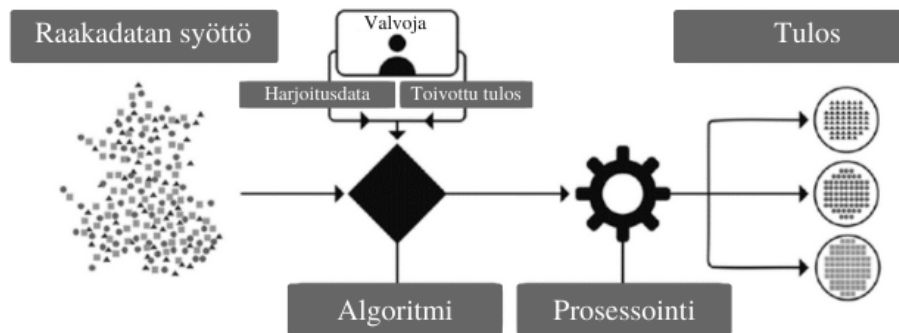 Raakadatan syöttö
Valvoja
Tulos
Harjoitusdata
Toivottu tulos
Algoritmi
Prosessointi